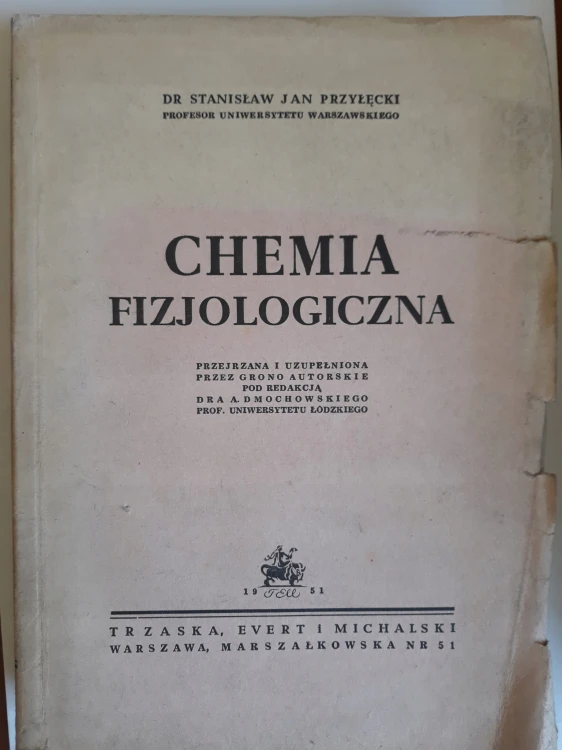 DR STANISŁAW JAN PRZYŁĘCKI
PROFESOR UNIWERSYTETU WARSZAWSKIEGO
CHEMIA
FIZJOLOGICZNA
PRZEJRZANA I UZUPEŁNIONA
PRZEZ GRONO AUTORSKIE
POD REDAKCJĄ
DRA A. DMOCHOWSKIEGO
PROF. UNIWERSYTETU ŁÓDZKIEGO
19 TEM 51
TRZASKA, EVERT i MICHALSKI
WARSZAWA, MARSZAŁKOWSKA NR 51